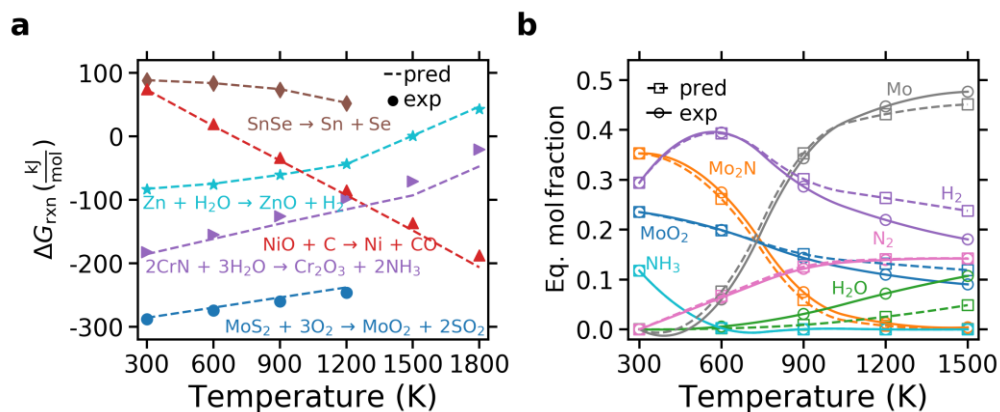 a
ΔG_rxn (kJ/mol)
100
0
-100
-200
-300
pred
exp
SnSe → Sn + Se
Zn + H₂O → ZnO + H₂
NiO + C → Ni + CO
2CrN + 3H₂O → Cr₂O₃ + 2NH₃
MoS₂ + 3O₂ → MoO₂ + 2SO₂
300 600 900 1200 1500 1800
Temperature (K)
b
Eq. mol fraction
0.5
0.4
0.3
0.2
0.1
0.0
pred
exp
Mo
Mo₂N
H₂
MoO₂
N₂
NH₃
H₂O
300 600 900 1200 1500
Temperature (K)